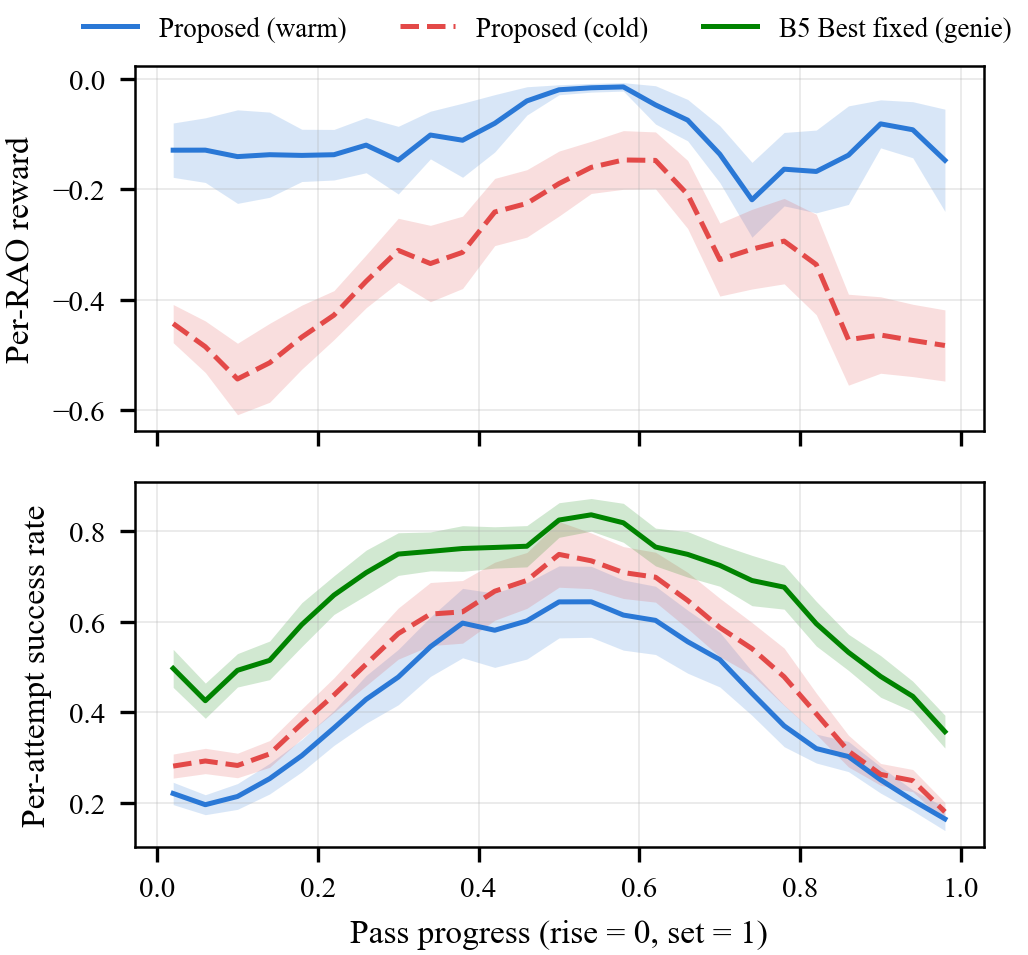 Proposed (warm) Proposed (cold) B5 Best fixed (genie)
Per-RAO reward
0.0
−0.2
−0.4
−0.6
Per-attempt success rate
0.8
0.6
0.4
0.2
0.0 0.2 0.4 0.6 0.8 1.0
Pass progress (rise = 0, set = 1)